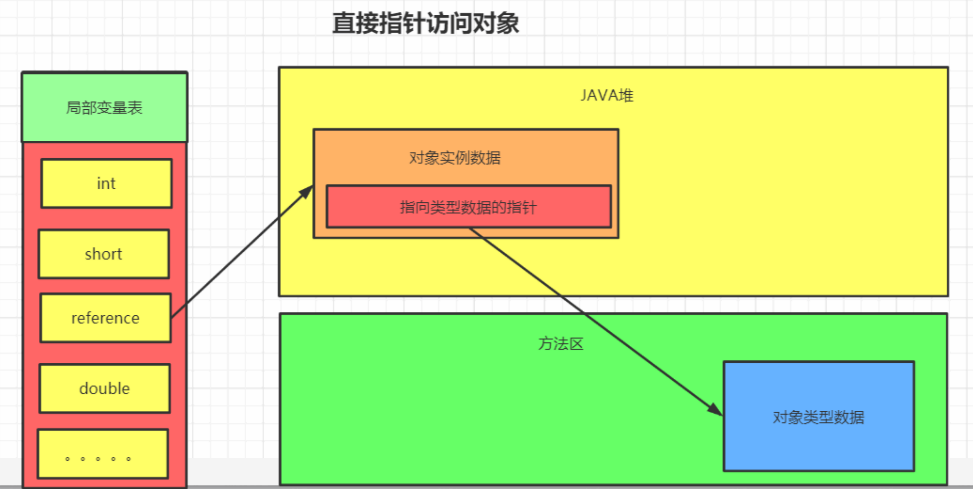 直接指针访问对象
局部变量表
int
short
reference
double
。。。。。
JAVA堆
对象实例数据
指向类型数据的指针
方法区
对象类型数据